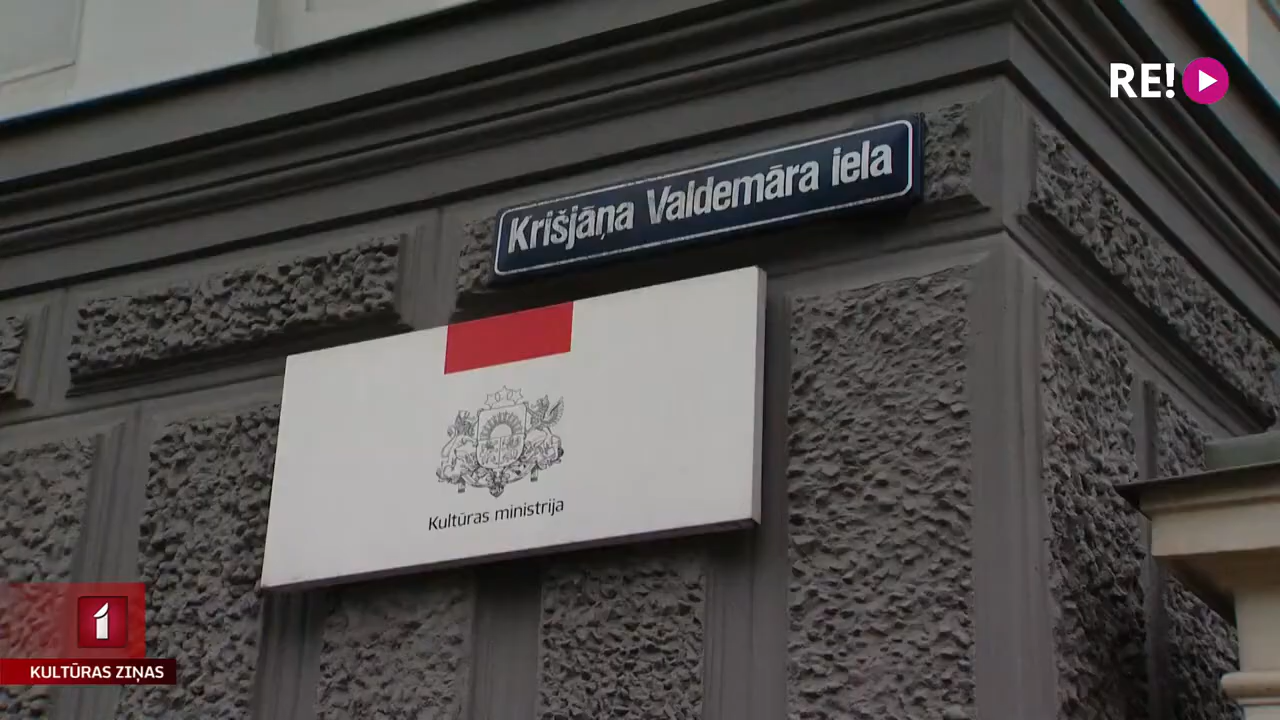 RE!
Krišjāņa Valdemāra iela
Kultūras ministrija
1
KULTŪRAS ZIŅAS